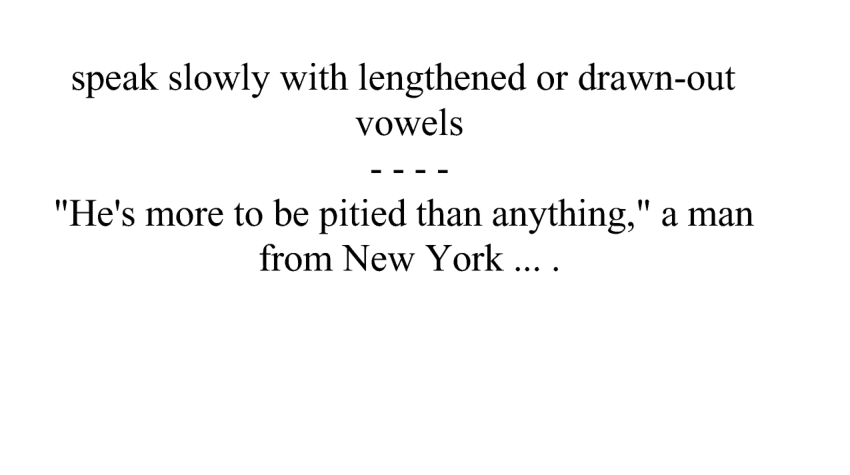 speak slowly with lengthened or drawn-out
vowels
- - - -
"He's more to be pitied than anything," a man
from New York ... .